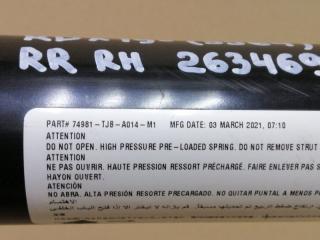 RR RH 263469
PART# 74981-TJB-A014-M1 MFG DATE: 03 MARCH 2021, 07:10
ATTENTION
DO NOT OPEN. HIGH PRESSURE PRE-LOADED SPRING. DO NOT REMOVE STRUT
ATTENTION
NE PAS OUVRIR. HAUTE PRESSION RESSORT PRÉCHARGÉ. FAIRE ENLEVER PAS S
HAYON OUVERT.
ATENCIÓN
NO ABRA. ALTA PRESIÓN RESORTE PRECARGADO. NO QUITAR PUNTAL A MENOS